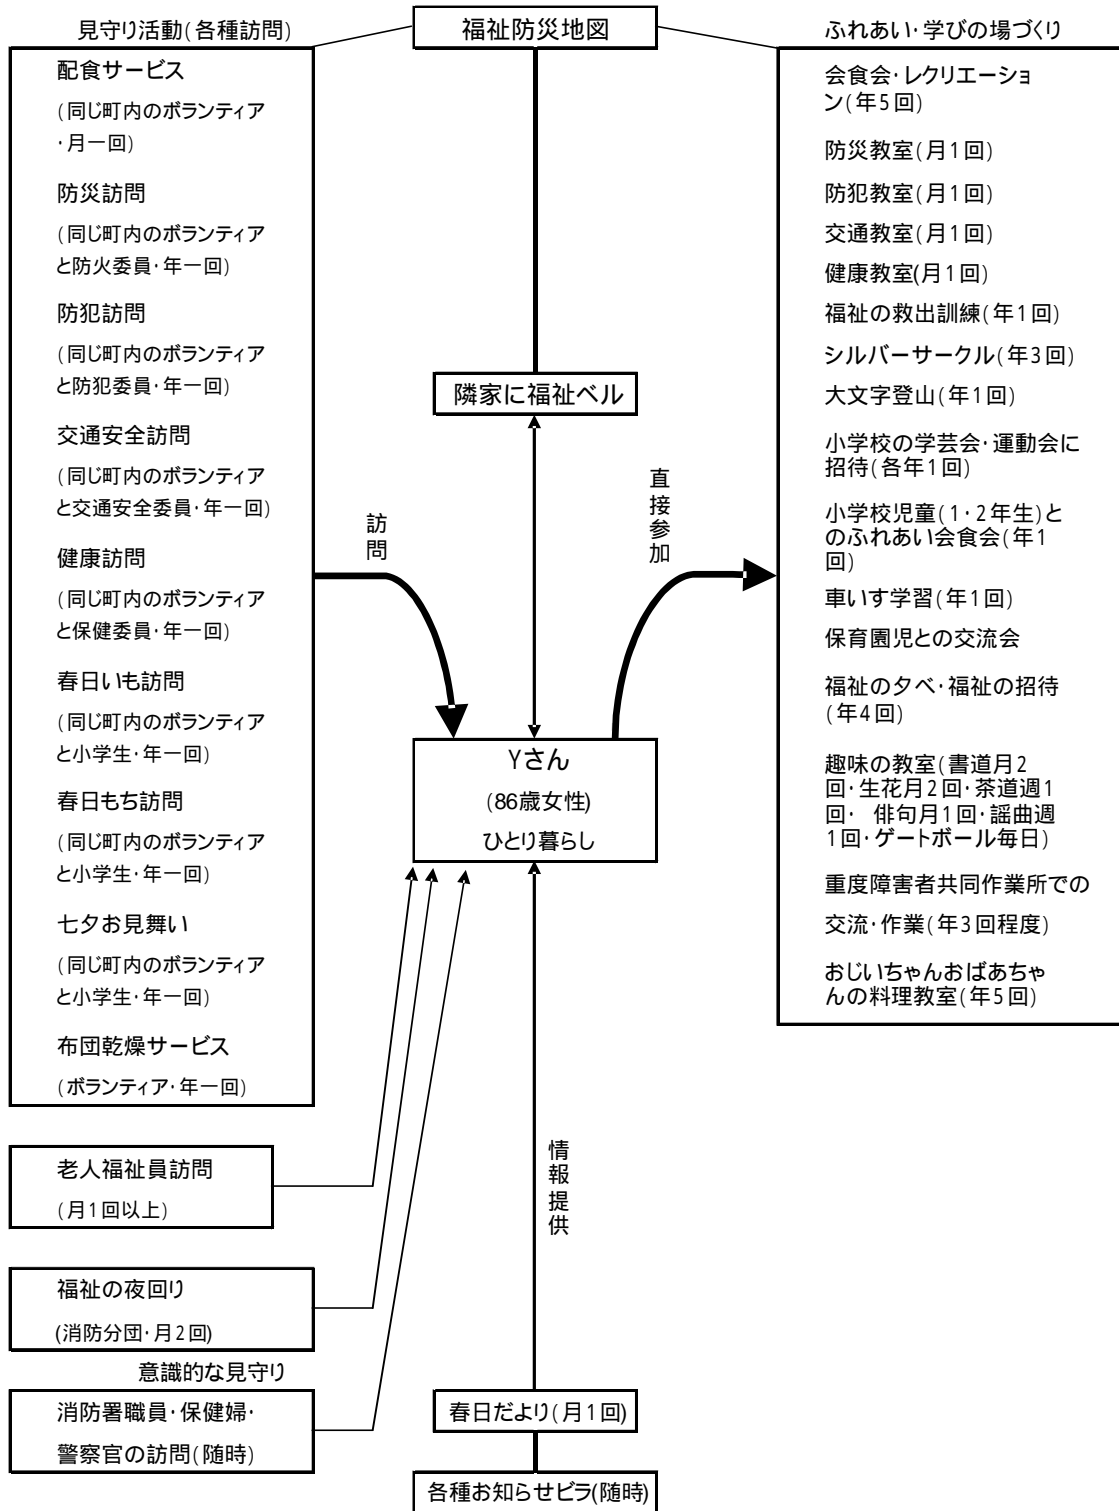 見守り活動(各種訪問)
福祉防災地図
ふれあい・学びの場づくり
配食サービス
(同じ町内のボランティア
・月一回)
防災訪問
(同じ町内のボランティア
と防火委員・年一回)
防犯訪問
(同じ町内のボランティア
と防犯委員・年一回)
交通安全訪問
(同じ町内のボランティア
と交通安全委員・年一回)
健康訪問
(同じ町内のボランティア
と保健委員・年一回)
春日いも訪問
(同じ町内のボランティア
と小学生・年一回)
春日もち訪問
(同じ町内のボランティア
と小学生・年一回)
七夕お見舞い
(同じ町内のボランティア
と小学生・年一回)
布団乾燥サービス
(ボランティア・年一回)
老人福祉員訪問
(月1回以上)
福祉の夜回り
(消防分団・月2回)
意識的な見守り
消防署職員・保健婦・
警察官の訪問(随時)
隣家に福祉ベル
訪問
直接参加
Yさん
(86歳女性)
ひとり暮らし
情報提供
春日だより(月1回)
各種お知らせビラ(随時)
会食会・レクリエーショ
ン(年5回)
防災教室(月1回)
防犯教室(月1回)
交通教室(月1回)
健康教室(月1回)
福祉の救出訓練(年1回)
シルバーサークル(年3回)
大文字登山(年1回)
小学校の学芸会・運動会に
招待(各年1回)
小学校児童(1・2年生)と
のふれあい会食会(年1
回)
車いす学習(年1回)
保育園児との交流会
福祉の夕べ・福祉の招待
(年4回)
趣味の教室(書道月2
回・生花月2回・茶道週1
回・ 俳句月1回・謡曲週
1回・ゲートボール毎日)
重度障害者共同作業所での
交流・作業(年3回程度)
おじいちゃんおばあちゃ
んの料理教室(年5回)